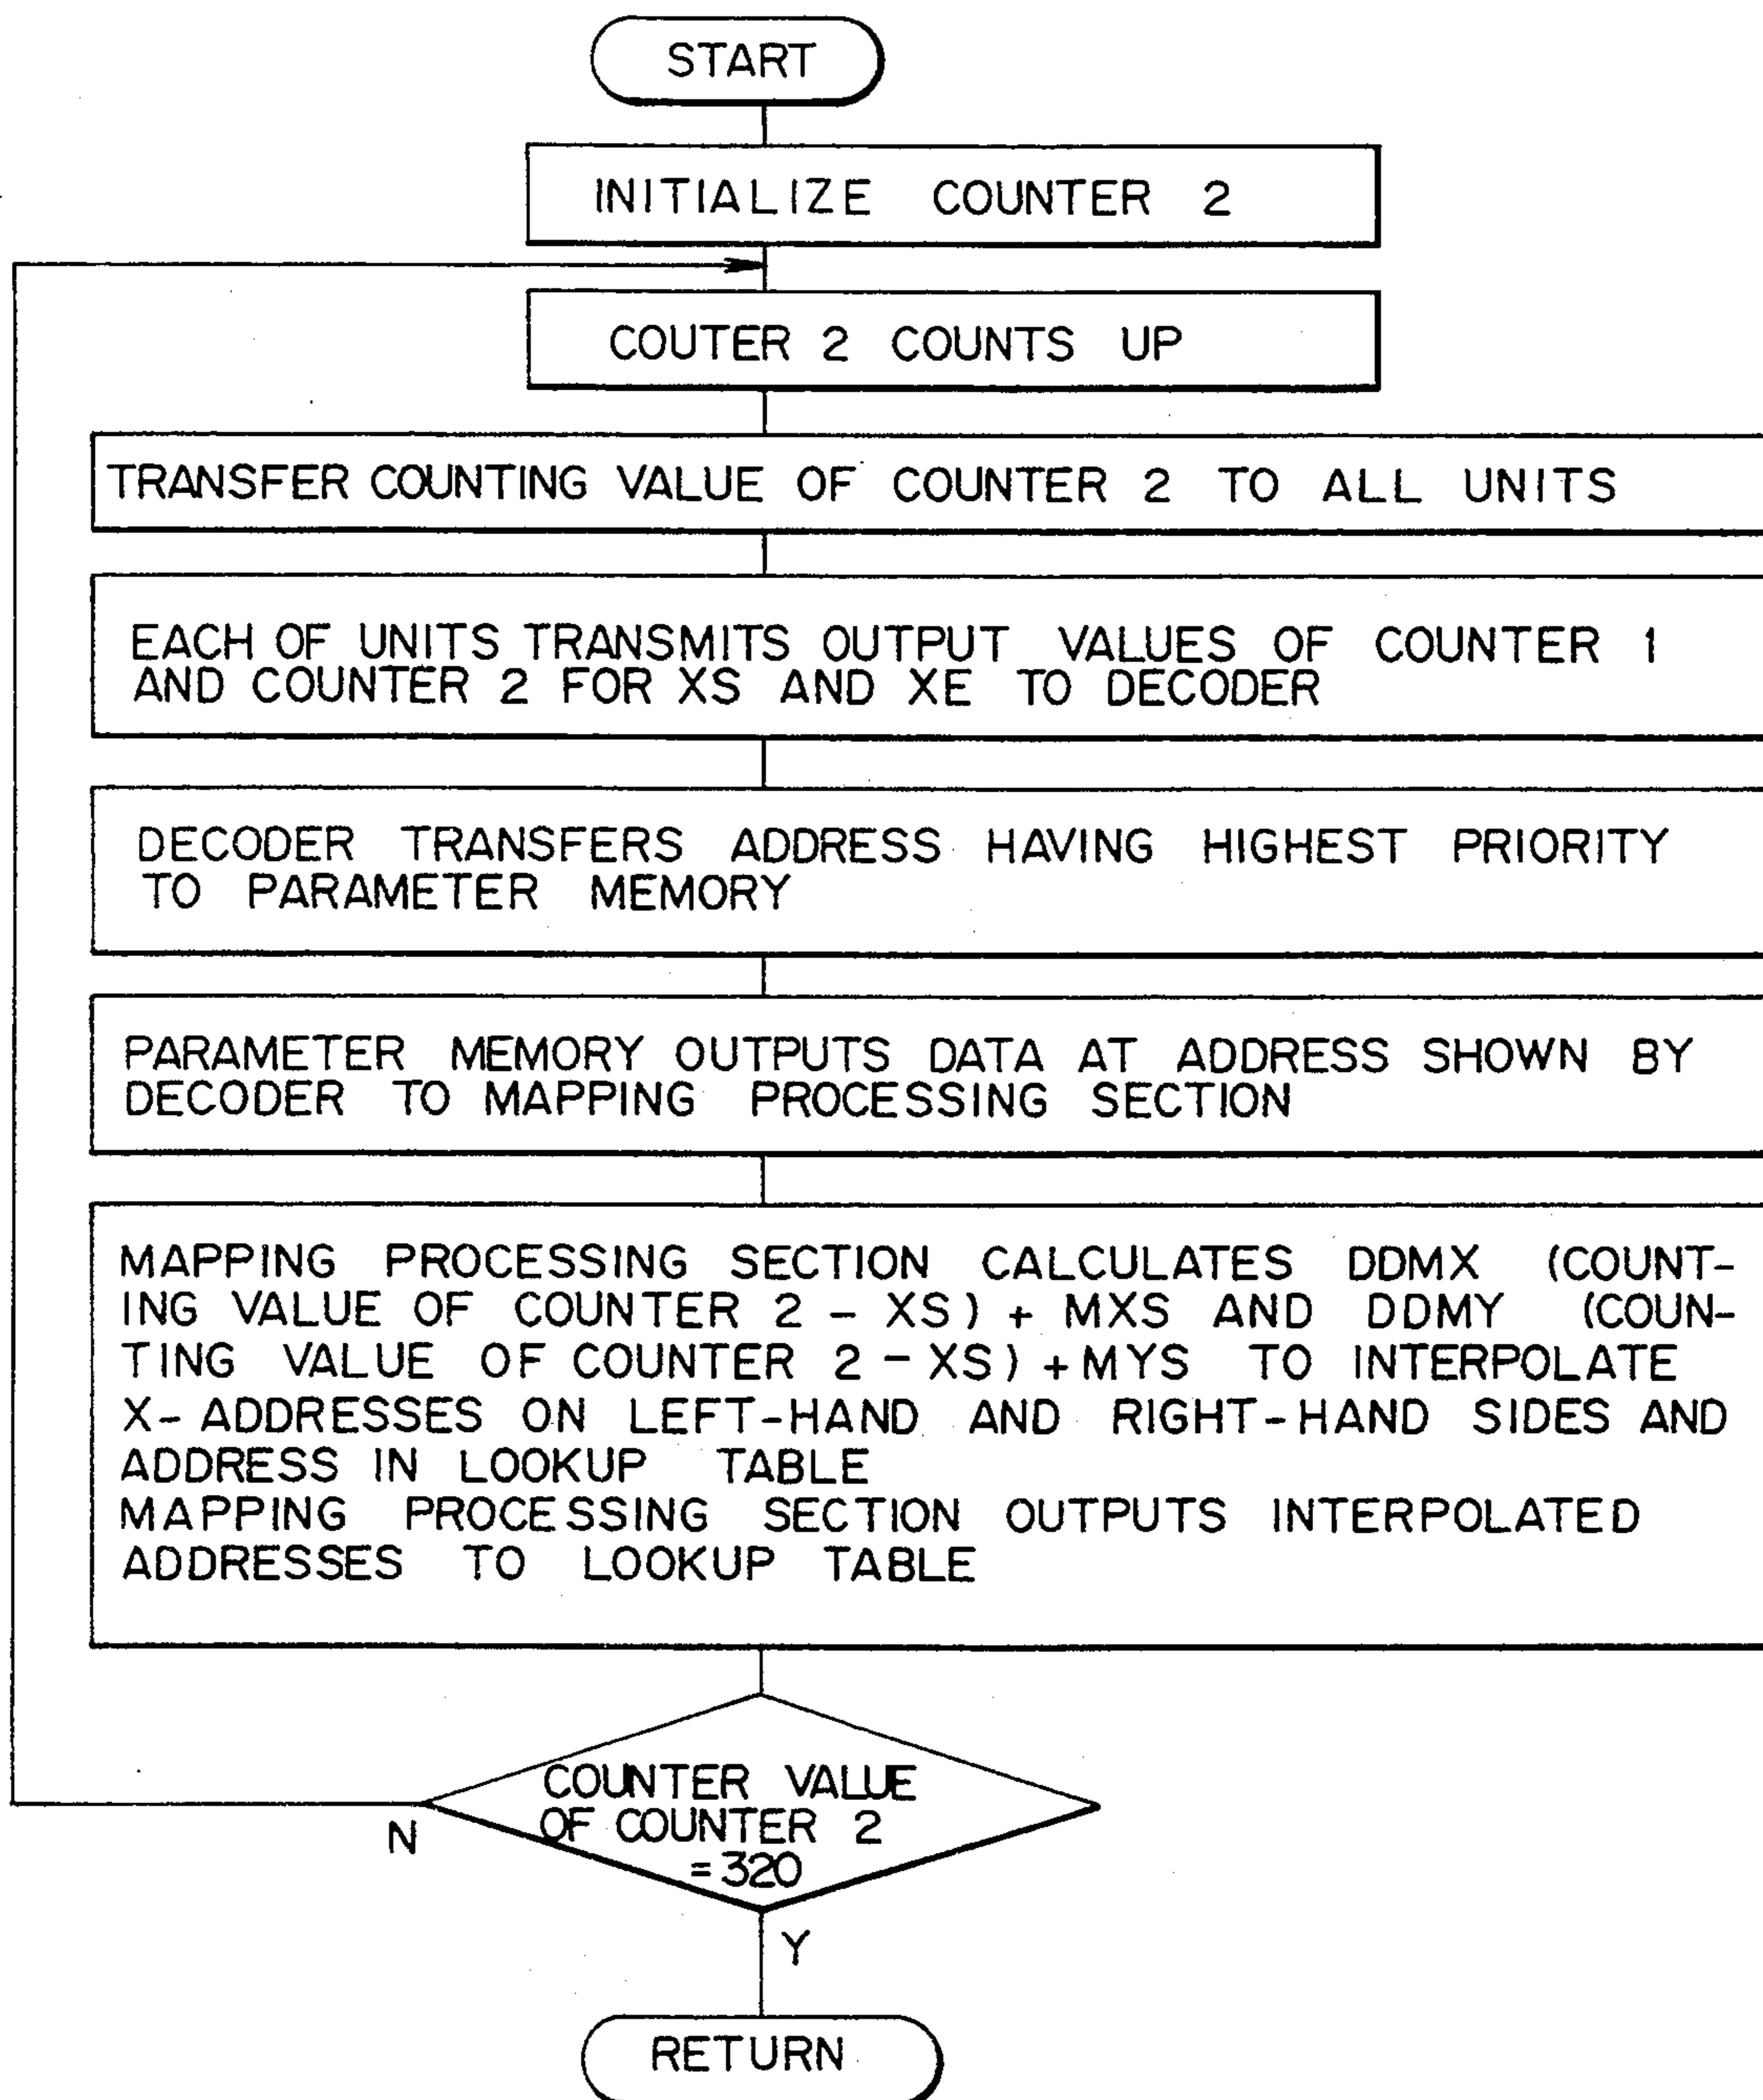 START
INITIALIZE COUNTER 2
COUTER 2 COUNTS UP
TRANSFER COUNTING VALUE OF COUNTER 2 TO ALL UNITS
EACH OF UNITS TRANSMITS OUTPUT VALUES OF COUNTER 1
AND COUNTER 2 FOR XS AND XE TO DECODER
DECODER TRANSFERS ADDRESS HAVING HIGHEST PRIORITY
TO PARAMETER MEMORY
PARAMETER MEMORY OUTPUTS DATA AT ADDRESS SHOWN BY
DECODER TO MAPPING PROCESSING SECTION
MAPPING PROCESSING SECTION CALCULATES DDMX (COUNT-
ING VALUE OF COUNTER 2 - XS) + MXS AND DDMY (COUN-
TING VALUE OF COUNTER 2 - XS) + MYS TO INTERPOLATE
X-ADDRESSES ON LEFT-HAND AND RIGHT-HAND SIDES AND
ADDRESS IN LOOKUP TABLE
MAPPING PROCESSING SECTION OUTPUTS INTERPOLATED
ADDRESSES TO LOOKUP TABLE
COUNTER VALUE
OF COUNTER 2
= 320
N
Y
RETURN